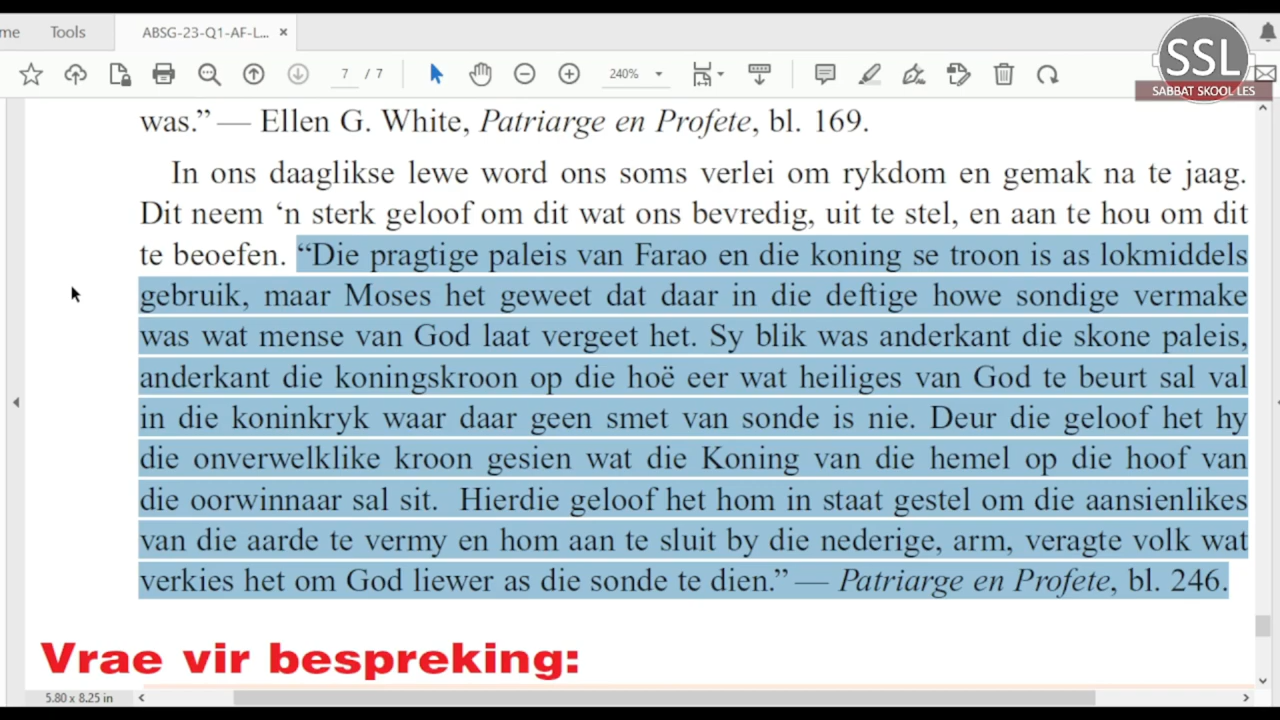 me
Tools
ABSG-23-Q1-AF-L... ×
SSL
SABBAT SKOOL LES
7 / 7
240%
was.” — Ellen G. White, Patriarge en Profete, bl. 169.
In ons daaglikse lewe word ons soms verlei om rykdom en gemak na te jaag.
Dit neem ‘n sterk geloof om dit wat ons bevredig, uit te stel, en aan te hou om dit
te beoefen. “Die pragtige paleis van Farao en die koning se troon is as lokmiddels
gebruik, maar Moses het geweet dat daar in die deftige howe sondige vermake
was wat mense van God laat vergeet het. Sy blik was anderkant die skone paleis,
anderkant die koningskroon op die hoë eer wat heiliges van God te beurt sal val
in die koninkryk waar daar geen smet van sonde is nie. Deur die geloof het hy
die onverwelklike kroon gesien wat die Koning van die hemel op die hoof van
die oorwinnaar sal sit. Hierdie geloof het hom in staat gestel om die aansienlikes
van die aarde te vermy en hom aan te sluit by die nederige, arm, veragte volk wat
verkies het om God liewer as die sonde te dien.” — Patriarge en Profete, bl. 246.
Vrae vir bespreking:
5.80 x 8.25 in